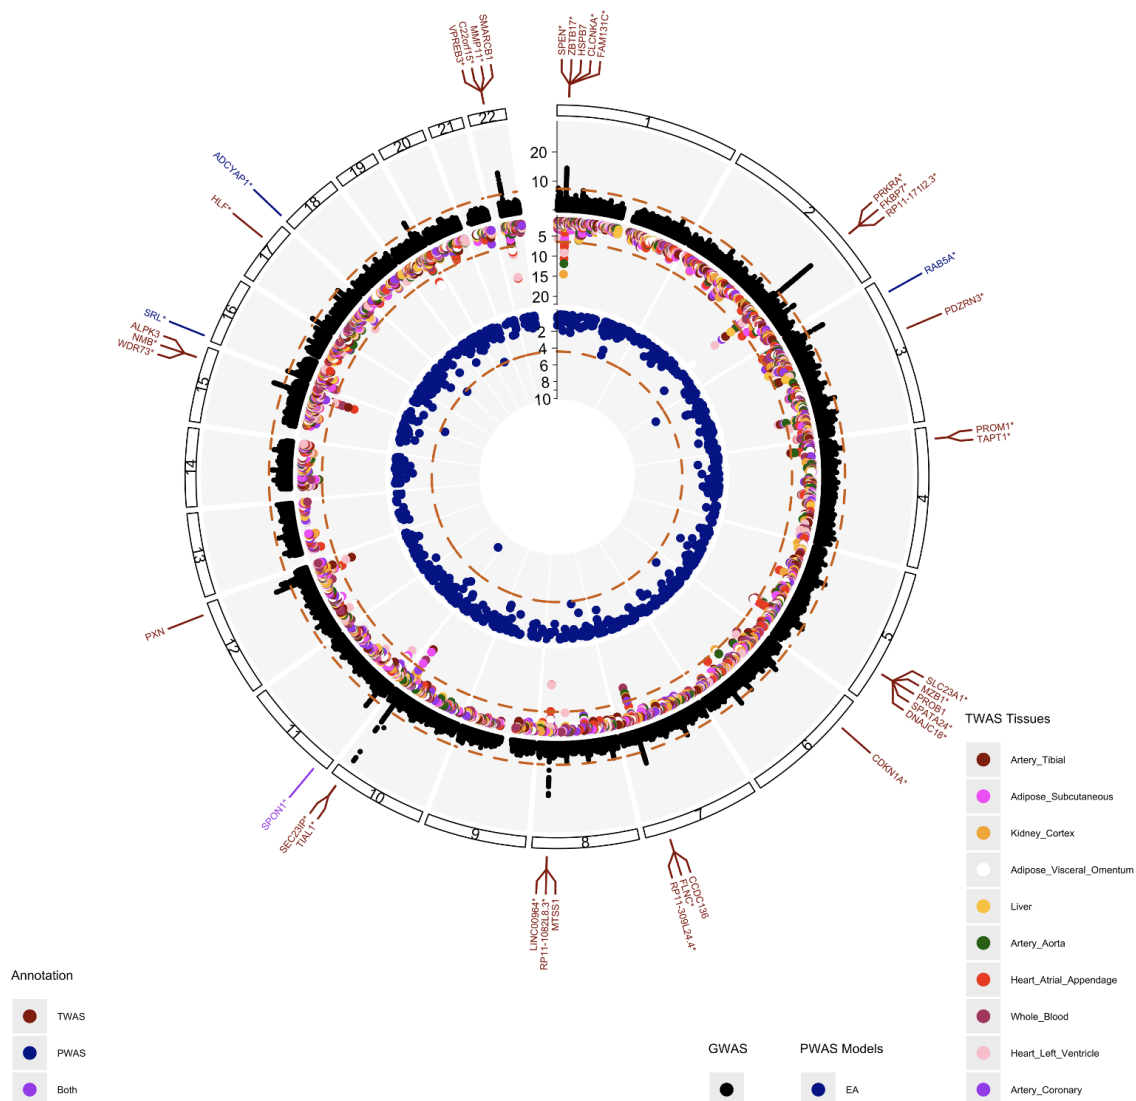 SMARCB1
MMP11*
C22orf15*
VPREB3*
SPEN*
ZBTB17*
HSPB7
CLCNKA*
FAM131C*
PRKRA*
FKBP7*
RP11-171I2.3*
RAB5A*
PDZRN3*
PROM1*
TAPT1*
SLC23A1*
MZB1*
PROB1
SPATA24*
DNAJC18*
CDKN1A*
CCDC136
FLNC*
RP11-309L24.4*
MTSS1
RP11-1082L8.3*
LINC00964*
TIAL1*
SEC23IP*
SPON1*
PXN
WDR73*
NMB*
ALPK3
SRL*
HLF*
ADCYAP1*
1
2
3
4
5
6
7
8
9
10
11
12
13
14
15
16
17
18
19
20
21
22
20
10
5
10
15
20
2
4
6
8
10
Annotation
TWAS
PWAS
Both
GWAS
PWAS Models
EA
TWAS Tissues
Artery_Tibial
Adipose_Subcutaneous
Kidney_Cortex
Adipose_Visceral_Omentum
Liver
Artery_Aorta
Heart_Atrial_Appendage
Whole_Blood
Heart_Left_Ventricle
Artery_Coronary